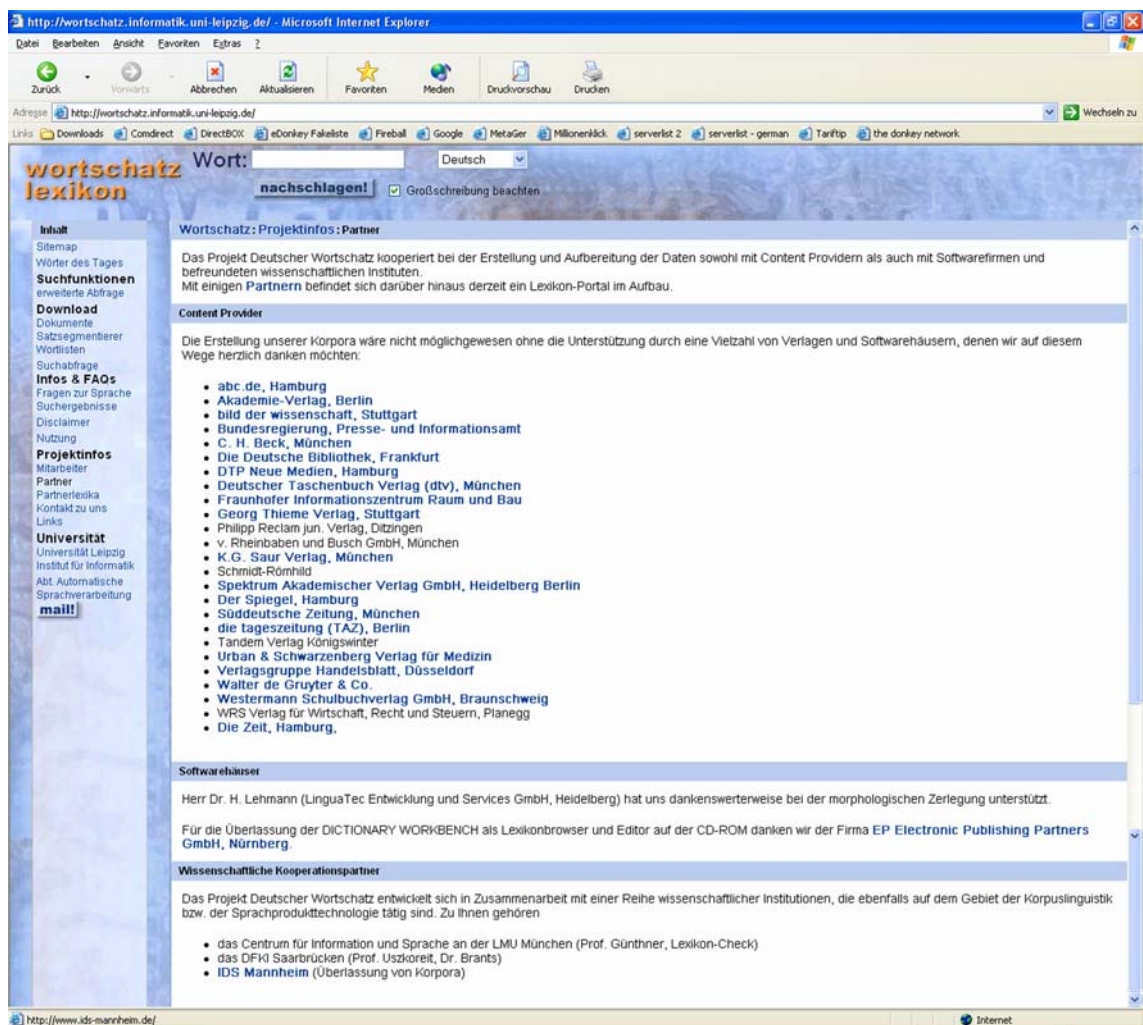 http://wortschatz.informatik.uni-leipzig.de/ - Microsoft Internet Explorer
Datei Bearbeiten Ansicht Favoriten Extras ?
Zurück Vorwärts Abbrechen Aktualisieren Favoriten Medien Druckvorschau Drucken
Adresse http://wortschatz.informatik.uni-leipzig.de/ Wechseln zu
Links Downloads Comdirect DirectBOX eDonkey Fakeliste Fireball Google MetaGer Millionenklick serverlist 2 serverlist - german Tariftip the donkey network
wortschatz
lexikon
Wort: Deutsch
nachschlagen! Großschreibung beachten
Inhalt
Sitemap
Wörter des Tages
Suchfunktionen
erweiterte Abfrage
Download
Dokumente
Satzsegmentierer
Wortlisten
Suchabfrage
Infos & FAQs
Fragen zur Sprache
Suchergebnisse
Disclaimer
Nutzung
Projektinfos
Mitarbeiter
Partner
Partnerlexika
Kontakt zu uns
Links
Universität
Universität Leipzig
Institut für Informatik
Abt. Automatische
Sprachverarbeitung
mail!
Wortschatz: Projektinfos: Partner
Das Projekt Deutscher Wortschatz kooperiert bei der Erstellung und Aufbereitung der Daten sowohl mit Content Providern als auch mit Softwarefirmen und
befreundeten wissenschaftlichen Instituten.
Mit einigen Partnern befindet sich darüber hinaus derzeit ein Lexikon-Portal im Aufbau.
Content Provider
Die Erstellung unserer Korpora wäre nicht möglichgewesen ohne die Unterstützung durch eine Vielzahl von Verlagen und Softwarehäusern, denen wir auf diesem
Wege herzlich danken möchten:
• abc.de, Hamburg
• Akademie-Verlag, Berlin
• bild der wissenschaft, Stuttgart
• Bundesregierung, Presse- und Informationsamt
• C. H. Beck, München
• Die Deutsche Bibliothek, Frankfurt
• DTP Neue Medien, Hamburg
• Deutscher Taschenbuch Verlag (dtv), München
• Fraunhofer Informationszentrum Raum und Bau
• Georg Thieme Verlag, Stuttgart
• Philipp Reclam jun. Verlag, Ditzingen
• v. Rheinbaben und Busch GmbH, München
• K.G. Saur Verlag, München
• Schmidt-Römhild
• Spektrum Akademischer Verlag GmbH, Heidelberg Berlin
• Der Spiegel, Hamburg
• Süddeutsche Zeitung, München
• die tageszeitung (TAZ), Berlin
• Tandem Verlag Königswinter
• Urban & Schwarzenberg Verlag für Medizin
• Verlagsgruppe Handelsblatt, Düsseldorf
• Walter de Gruyter & Co.
• Westermann Schulbuchverlag GmbH, Braunschweig
• WRS Verlag für Wirtschaft, Recht und Steuern, Planegg
• Die Zeit, Hamburg,
Softwarehäuser
Herr Dr. H. Lehmann (LinguaTec Entwicklung und Services GmbH, Heidelberg) hat uns dankenswerterweise bei der morphologischen Zerlegung unterstützt.
Für die Überlassung der DICTIONARY WORKBENCH als Lexikonbrowser und Editor auf der CD-ROM danken wir der Firma EP Electronic Publishing Partners
GmbH, Nürnberg.
Wissenschaftliche Kooperationspartner
Das Projekt Deutscher Wortschatz entwickelt sich in Zusammenarbeit mit einer Reihe wissenschaftlicher Institutionen, die ebenfalls auf dem Gebiet der Korpuslinguistik
bzw. der Sprachprodukttechnologie tätig sind. Zu Ihnen gehören
• das Centrum für Information und Sprache an der LMU München (Prof. Günthner, Lexikon-Check)
• das DFKI Saarbrücken (Prof. Uszkoreit, Dr. Brants)
• IDS Mannheim (Überlassung von Korpora)
http://www.ids-mannheim.de/ Internet